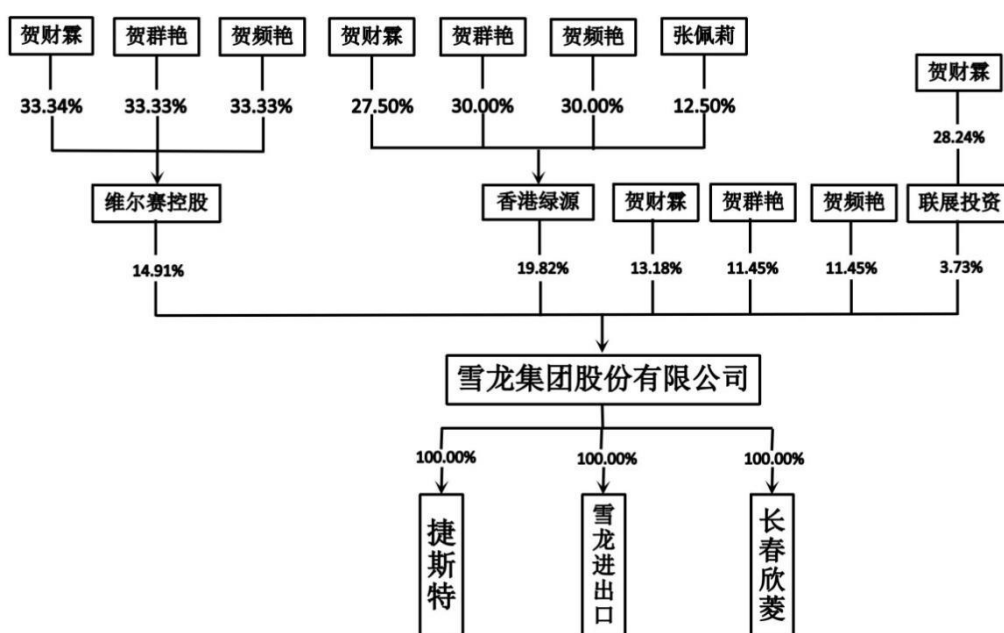 贺财霖 贺群艳 贺频艳 贺财霖 贺群艳 贺频艳 张佩莉
贺财霖
33.34% 33.33% 33.33% 27.50% 30.00% 30.00% 12.50%
28.24%
维尔赛控股 香港绿源 贺财霖 贺群艳 贺频艳 联展投资
14.91% 19.82% 13.18% 11.45% 11.45% 3.73%
雪龙集团股份有限公司
100.00% 100.00% 100.00%
捷斯特
雪龙进出口
长春欣菱